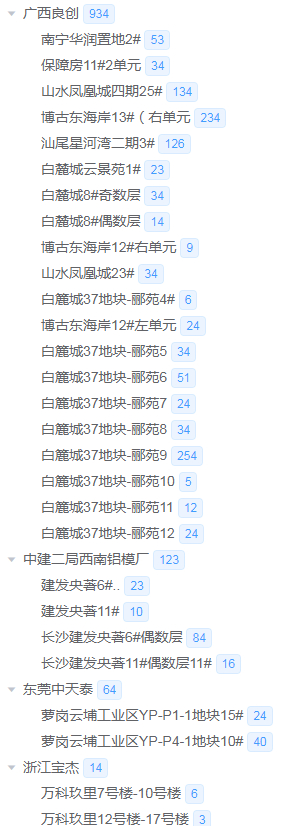 广西良创 934
南宁华润置地2# 53
保障房11#2单元 34
山水凤凰城四期25# 134
博古东海岸13#（右单元 234
汕尾星河湾二期3# 126
白麓城云景苑1# 23
白麓城8#奇数层 34
白麓城8#偶数层 14
博古东海岸12#右单元 9
山水凤凰城23# 34
白麓城37地块-郦苑4# 6
博古东海岸12#左单元 24
白麓城37地块-郦苑5 34
白麓城37地块-郦苑6 51
白麓城37地块-郦苑7 24
白麓城37地块-郦苑8 34
白麓城37地块-郦苑9 254
白麓城37地块-郦苑10 5
白麓城37地块-郦苑11 12
白麓城37地块-郦苑12 24
中建二局西南铝模厂 123
建发央著6#.. 23
建发央著11# 10
长沙建发央著6#偶数层 84
长沙建发央著11#偶数层11# 16
东莞中天泰 64
萝岗云埔工业区YP-P1-1地块15# 24
萝岗云埔工业区YP-P4-1地块10# 40
浙江宝杰 14
万科玖里7号楼-10号楼 6
万科玖里12号楼-17号楼 3